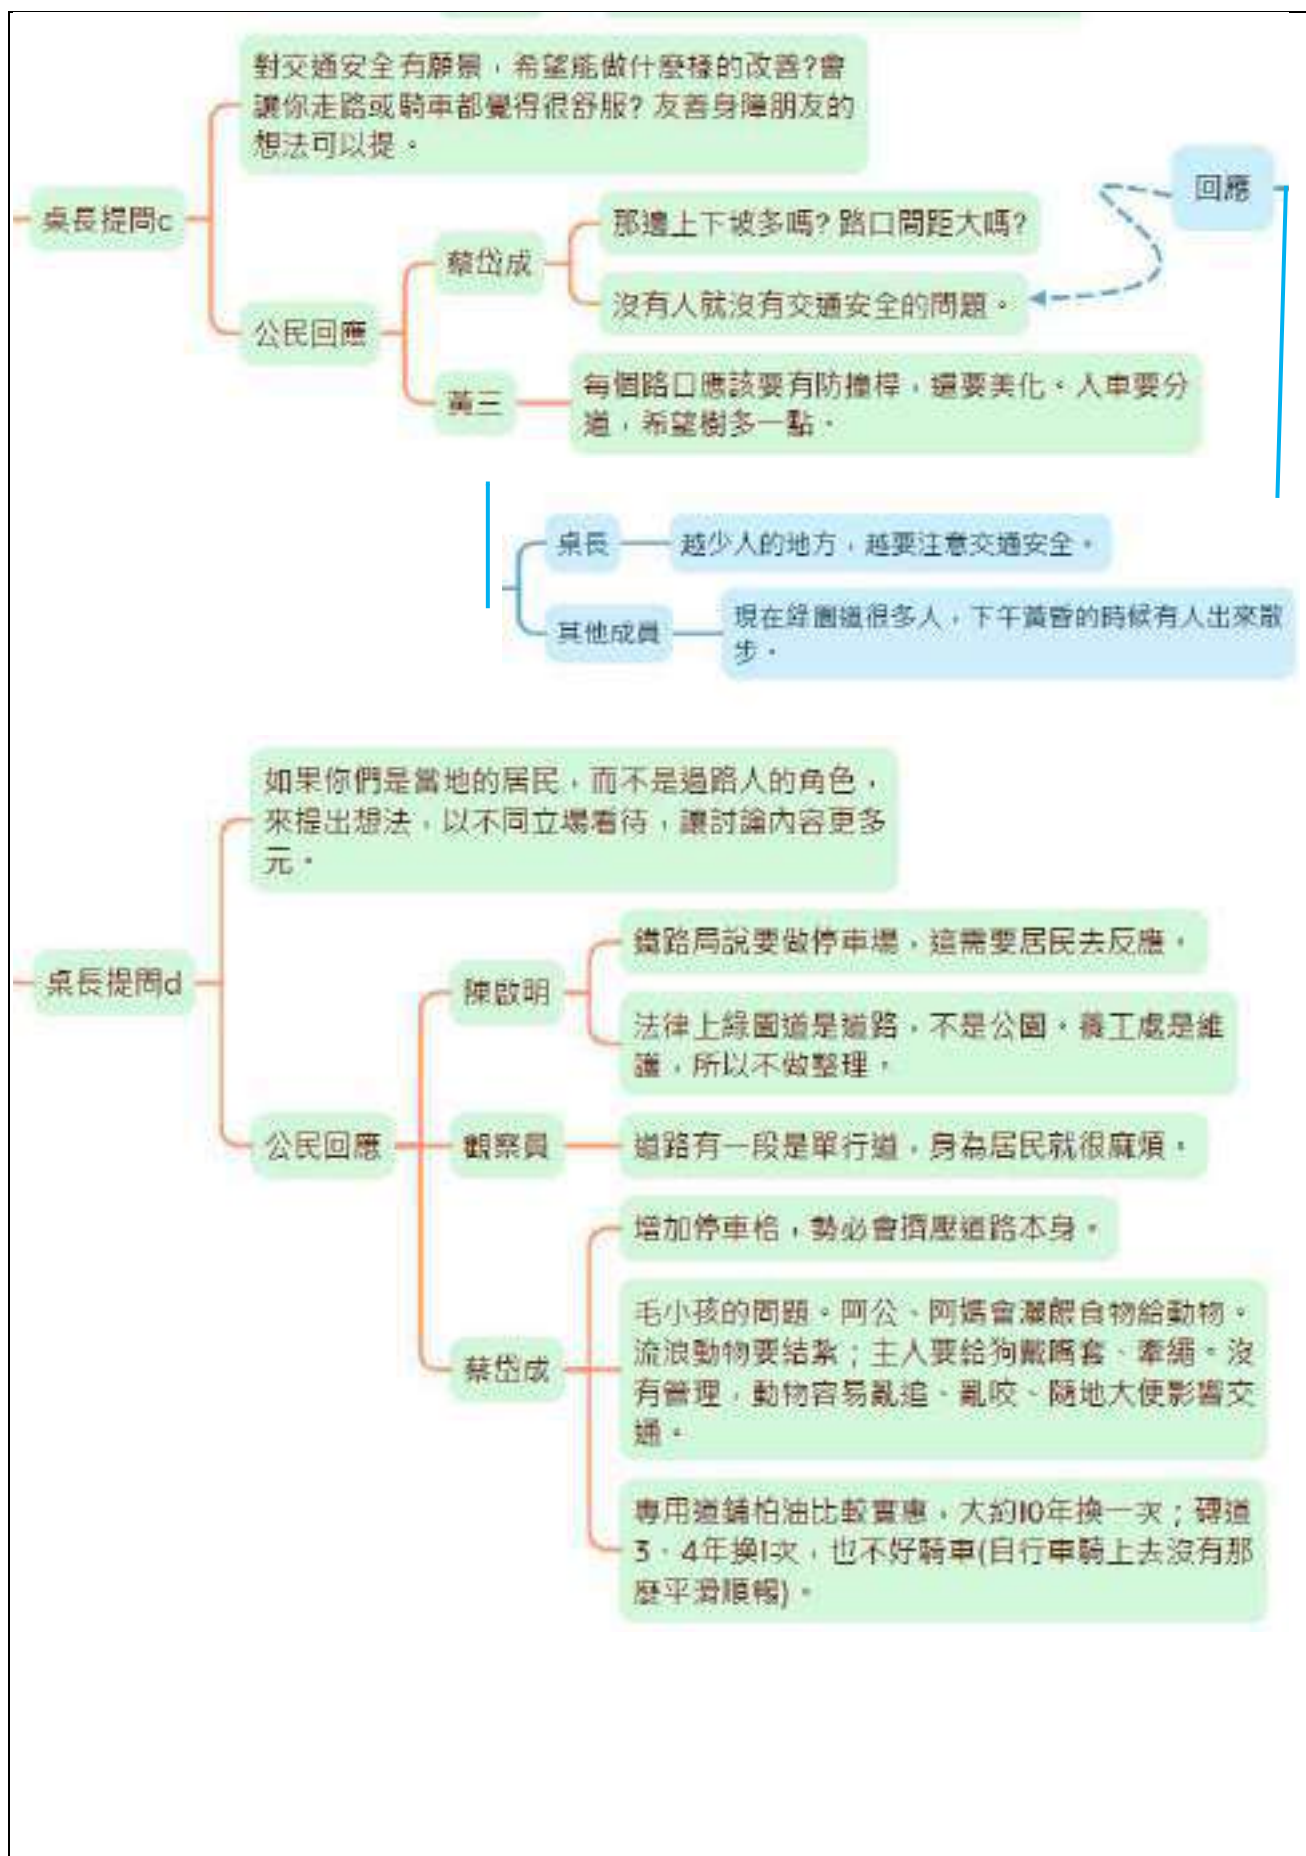 對交通安全有願景，希望能做什麼樣的改善?會
讓你走路或騎車都覺得很舒服? 友善身障朋友的
想法可以提。
桌長提問c
公民回應
蔡岱成
那邊上下坡多嗎? 路口間距大嗎?
沒有人就沒有交通安全的問題。
回應
黃三
每個路口應該要有防撞桿，還要美化。人車要分
道，希望樹多一點。
桌長
越少人的地方，越要注意交通安全。
其他成員
現在綠園道很多人，下午黃昏的時候有人出來散
步。
如果你們是當地的居民，而不是過路人的角色，
來提出想法，以不同立場看待，讓討論內容更多
元。
桌長提問d
公民回應
陳啟明
鐵路局說要做停車場，這需要居民去反應。
法律上綠園道是道路，不是公園。養工處是維
護，所以不做整理。
觀察員
道路有一段是單行道，身為居民就很麻煩。
蔡岱成
增加停車格，勢必會擠壓道路本身。
毛小孩的問題。阿公、阿媽會灑餵食物給動物。
流浪動物要結紮；主人要給狗戴嘴套、牽繩。沒
有管理，動物容易亂追、亂咬、隨地大便影響交
通。
專用道鋪柏油比較實惠，大約10年換一次；磚道
3、4年換1次，也不好騎車(自行車騎上去沒有那
麼平滑順暢)。